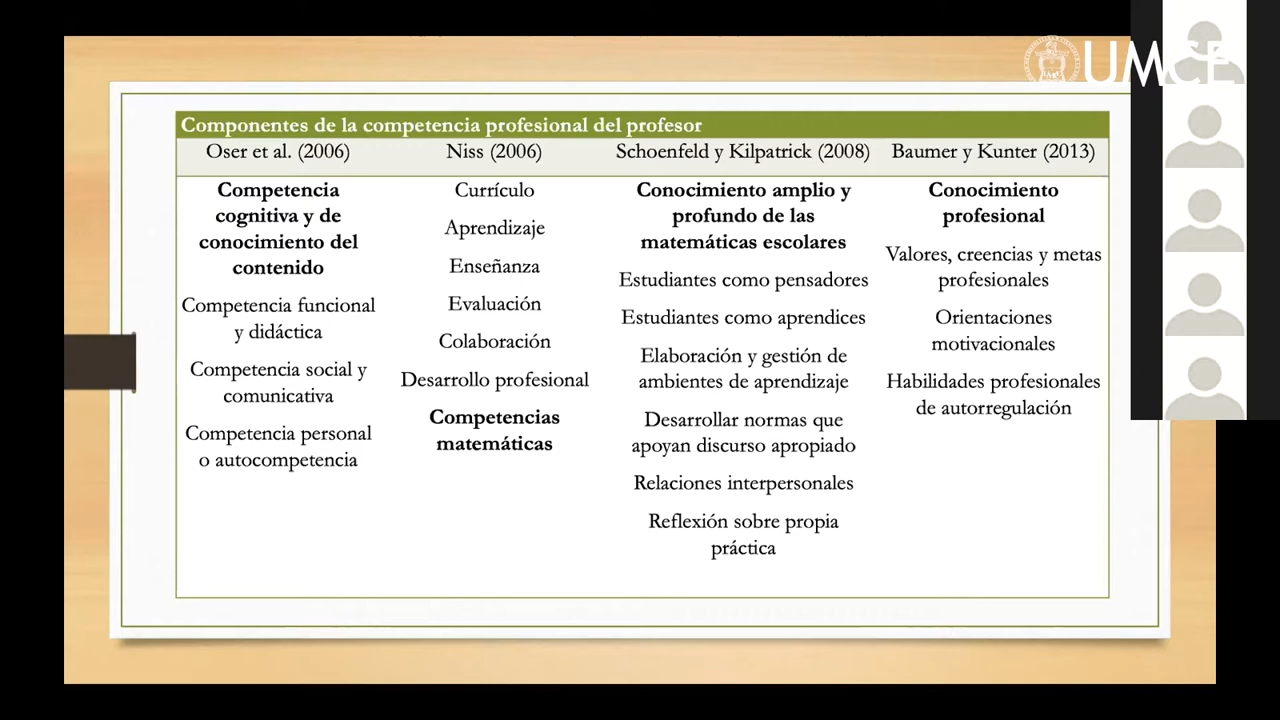 UMCE
Componentes de la competencia profesional del profesor
Oser et al. (2006)
Niss (2006)
Schoenfeld y Kilpatrick (2008)
Baumer y Kunter (2013)
Competencia
cognitiva y de
conocimiento del
contenido
Competencia funcional
y didáctica
Competencia social y
comunicativa
Competencia personal
o autocompetencia
Currículo
Aprendizaje
Enseñanza
Evaluación
Colaboración
Desarrollo profesional
Competencias
matemáticas
Conocimiento amplio y
profundo de las
matemáticas escolares
Estudiantes como pensadores
Estudiantes como aprendices
Elaboración y gestión de
ambientes de aprendizaje
Desarrollar normas que
apoyan discurso apropiado
Relaciones interpersonales
Reflexión sobre propia
práctica
Conocimiento
profesional
Valores, creencias y metas
profesionales
Orientaciones
motivacionales
Habilidades profesionales
de autorregulación